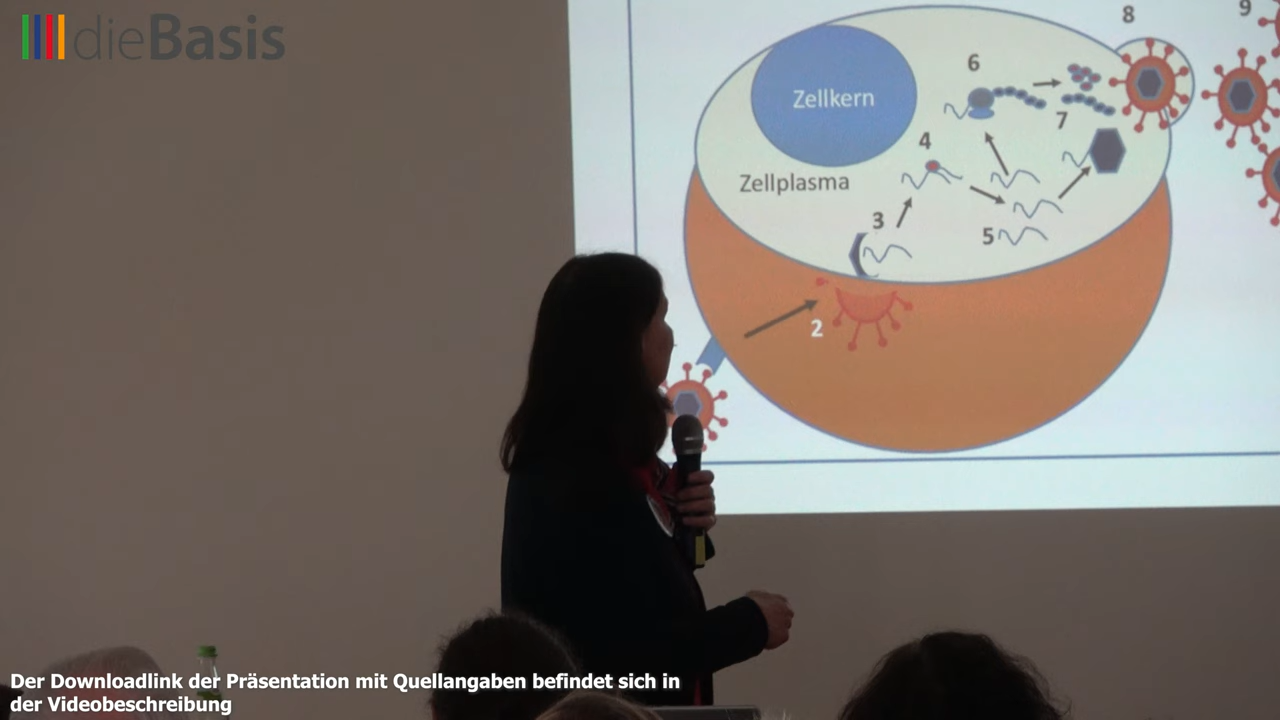 dieBasis
8
9
6
Zellkern
7
4
Zellplasma
3
5
2
Der Downloadlink der Präsentation mit Quellangaben befindet sich in
der Videobeschreibung